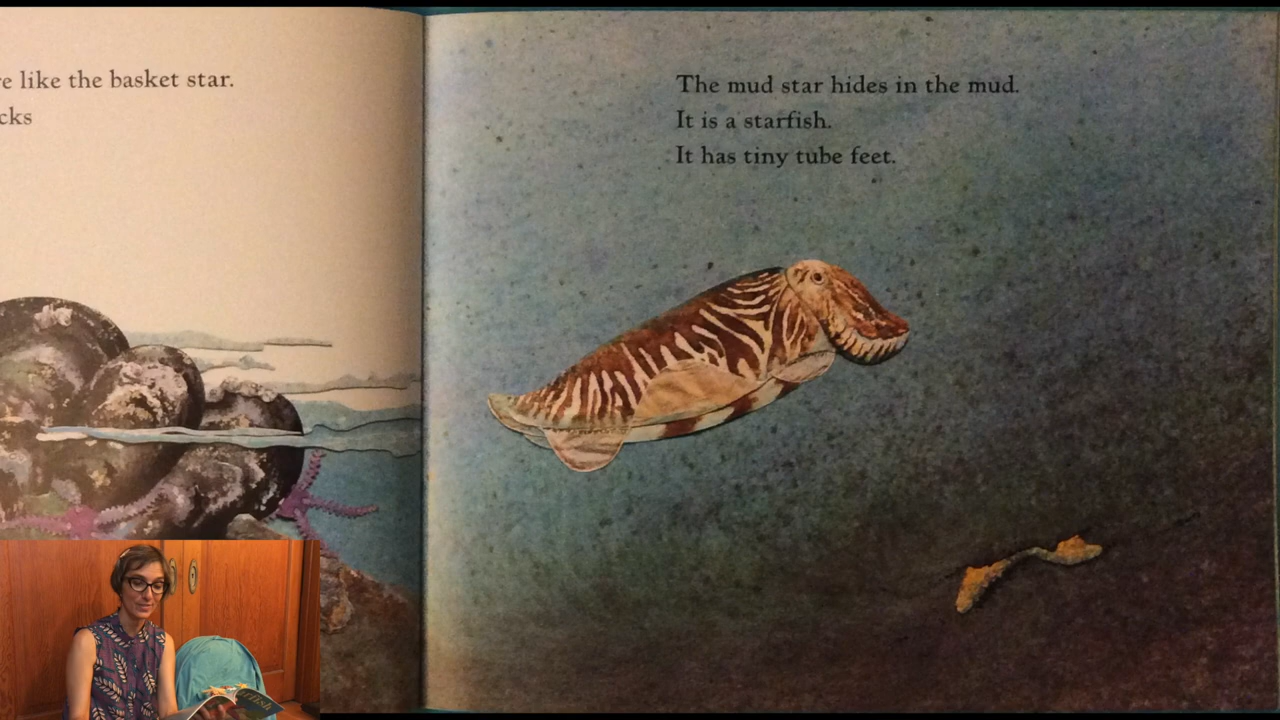 like the basket star.
The mud star hides in the mud.
It is a starfish.
It has tiny tube feet.